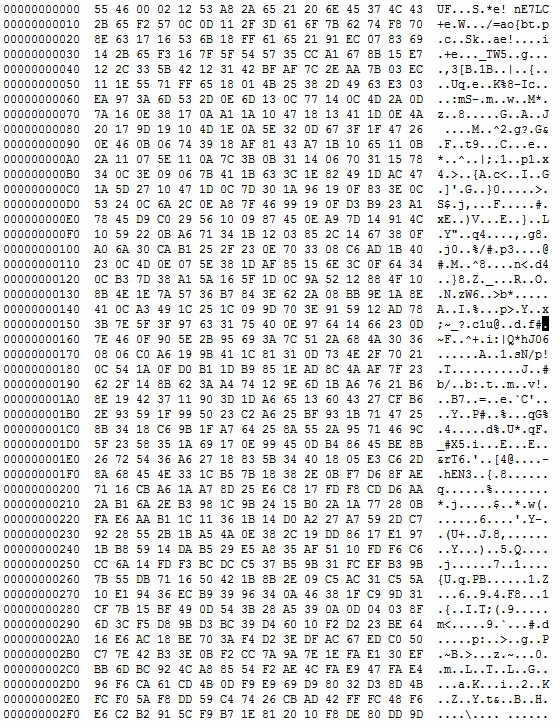 00000000000 55 46 00 02 12 53 A8 2A 65 21 20 6E 45 37 4C 43 UF...S.*e! nE7LC
00000000010 2B 65 F2 57 0C 0D 11 2F 3D 61 6F 7B 62 74 F8 70 +e.W.../=ao{bt.p
00000000020 8E 63 17 16 53 6B 18 FF 61 65 21 91 EC 07 83 69 .c..Sk..ae!....i
00000000030 14 2B 65 F3 16 7F 5F 54 57 35 CC A1 67 8B 15 E7 .+e..._TW5..g...
00000000040 12 2C 33 5B 42 12 31 42 BF AF 7C 2E AA 7B 03 EC .,3[B.1B..|..{..
00000000050 11 1E 55 71 FF 65 18 01 4B 25 38 2D 49 63 E3 03 ..Uq.e..K%8-Ic..
00000000060 EA 97 3A 6D 53 2D 0E 6D 13 0C 77 14 0C 4D 2A 0D ..:mS-.m..w..M*.
00000000070 7A 16 0E 38 17 0A A1 1A 10 47 18 13 41 1D 0E 4A z..8.....G..A..J
00000000080 20 17 9D 19 10 4D 1E 0A 5E 32 0D 67 3F 1F 47 26  ....M..^2.g?.G&
00000000090 0E 46 0B 06 74 39 18 AF 81 43 A7 1B 10 65 11 0B .F..t9...C...e..
000000000A0 2A 11 07 5E 11 0A 7C 3B 0B 31 14 06 70 31 15 78 *..^..|;.1..p1.x
000000000B0 34 0C 3E 09 06 7B 41 1B 63 3C 1E 82 49 1D AC 47 4.>..{A.c<..I..G
000000000C0 1A 5D 27 10 47 1D 0C 7D 30 1A 96 19 0F 83 3E 0C .]'.G..}0.....>.
000000000D0 53 24 0C 6A 2C 0E A8 7F 46 99 19 0F D3 B9 23 A1 S$.j,...F.....#.
000000000E0 78 45 D9 C0 29 56 10 09 87 45 0E A9 7D 14 91 4C xE..)V...E..}..L
000000000F0 10 59 22 0B A6 71 34 1B E2 03 85 2C 14 67 38 0F .Y"..q4....,.g8.
00000000100 A0 6A 30 CA B1 25 2F 23 0E 70 33 08 C6 AD 1B 40 .j0..%/#.p3....@
00000000110 23 0C 4D 0E 07 5E 38 1D AF 85 15 6E 3C 0F 64 34 #.M..^8....n<.d4
00000000120 0C B3 7D 38 A1 5A 16 5F 1D 0C 9A 52 12 8E 4F 10 ..}8.Z._...R..O.
00000000130 8B 4E 1E 7A 57 36 B7 84 3E 62 2A 08 BB 9E 1A 8E .N.zW6..>b*.....
00000000140 41 0C A3 49 1C 25 1C 09 9D 70 3E 91 59 12 AD 78 A..I.%...p>.Y..x
00000000150 3B 7E 5F 3F 97 63 31 75 40 0E 97 64 14 66 23 0D ;~_?.c1u@..d.f#.
00000000160 7E 46 0F 90 5E 2B 95 69 3A 7C 51 2A 68 4A 30 36 ~F..^+.i:|Q*hJ06
00000000170 08 06 C0 A6 19 9B 41 1C 81 31 0D 73 4E 2F 70 21 ......A..1.sN/p!
00000000180 0C 54 1A 0F D0 B1 1D B9 85 1E AD 8C 4A AF 7F 23 .T..........J..#
00000000190 62 2F 14 8B 62 3A A4 74 12 9E 6D 1B A6 76 21 B6 b/..b:.t..m..v!.
000000001A0 8E 19 42 37 11 90 3D 1D A6 65 13 60 43 27 CF B6 ..B7..=..e.`C'..
000000001B0 2E 93 59 1F 99 50 23 C2 A6 25 BF 93 1B 71 47 25 ..Y..P#..%...qG%
000000001C0 8B 34 18 C6 9B 1F A7 64 25 8A 55 2A 95 71 46 9C .4.....d%.U*.qF.
000000001D0 5F 23 58 35 1A 69 17 0E 99 45 0D B4 86 45 BE 8B _#X5.i...E...E..
000000001E0 26 72 54 36 A6 27 18 83 5B 34 40 18 05 E3 C6 2D &rT6.'..[4@....-
000000001F0 8A 68 45 4E 33 1C B5 7B 18 38 2E 0B F7 D6 8F AE .hEN3..{.8......
00000000200 71 16 CB A6 1A A7 8D 25 E6 C8 17 FD F8 CD D6 AA q......%........
00000000210 2A B1 6A 2E B3 98 1C 9B 24 15 B0 2A 1A 77 28 0B *.j.....$..*.w(.
00000000220 FA E6 AA B1 1C 11 36 1B 14 D0 A2 27 A7 59 2D C7 ......6....'.Y-.
00000000230 92 28 55 2B 1B A5 4A 0E 38 2C 19 DD 86 17 E1 97 .(U+..J.8,......
00000000240 1B B8 59 14 DA B5 29 E5 A8 35 AF 51 10 FD F6 C6 ..Y...)..5.Q....
00000000250 CC 6A 14 FD F3 BC DC C5 37 B5 9B 31 FC EF B3 9B .j......7..1....
00000000260 7B 55 DB 71 16 50 42 1B 8B 2E 09 C5 AC 31 C5 5A {U.q.PB......1.Z
00000000270 10 E1 94 36 EC B9 39 96 34 0A 46 38 1F C9 9D 31 ...6..9.4.F8...1
00000000280 CF 7B 15 BF 49 0D 54 3B 28 A5 39 0A 0D 04 03 8F .{..I.T;(.9.....
00000000290 6D 3C F5 D8 9B D3 BC 39 D4 60 10 F2 D2 23 BE 64 m<.....9.`...#.d
000000002A0 16 E6 AC 18 BE 70 3A F4 D2 3E DF AC 67 ED C0 50 .....p:..>..g..P
000000002B0 C7 7E 42 B3 3E 0B F2 CC 7A 9A 7E 1E FA E1 30 EF .~B.>...z.~...0.
000000002C0 BB 6D BC 92 4C A8 85 54 F2 AE 4C FA E9 47 FA E4 .m..L..T..L..G..
000000002D0 96 F6 CA 61 CD 4B 0D F9 E9 69 D9 80 32 D3 8D 4B ...a.K...i..2..K
000000002E0 FC CF 05 5A F8 DD 59 C4 74 26 CB AD 42 FF FC 48 F6 ...Z..Y.t&..B..H.
000000002F0 E6 C2 B2 91 5C F9 B7 1E 81 20 10 F8 DE 80 DD 9D ....\.... ......